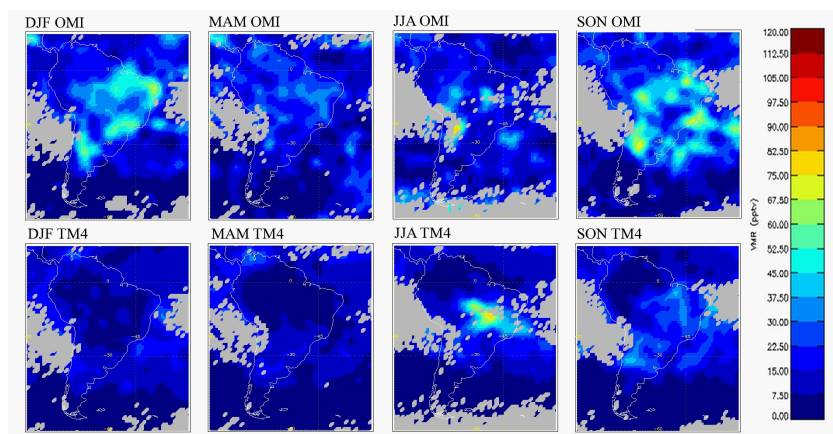 DJF OMI
MAM OMI
JJA OMI
SON OMI
DJF TM4
MAM TM4
JJA TM4
SON TM4
120.00
112.50
105.00
97.50
90.00
82.50
75.00
67.50
60.00
52.50
45.00
37.50
30.00
22.50
15.00
7.50
0.00
VMR (pptv)